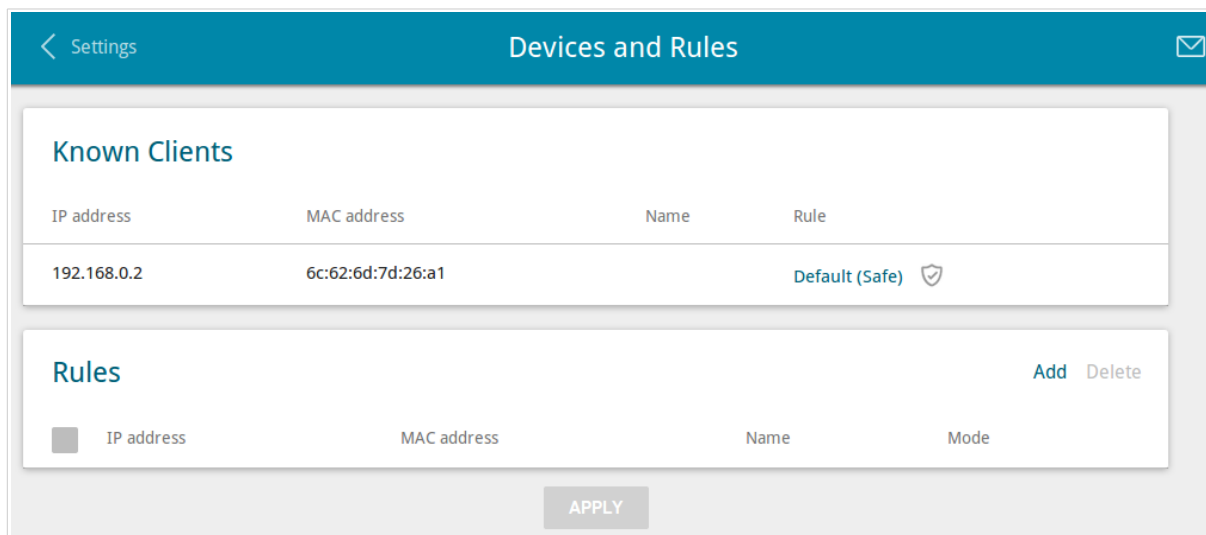 Settings Devices and Rules
Known Clients
IP address MAC address Name Rule
192.168.0.2 6c:62:6d:7d:26:a1 Default (Safe)
Rules Add Delete
IP address MAC address Name Mode
APPLY